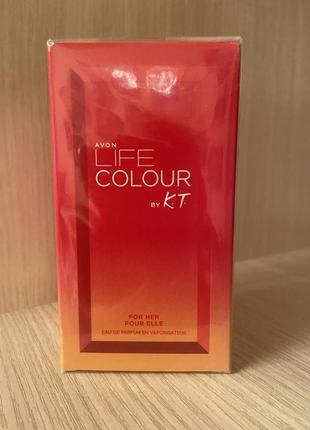 AVON
LIFE
COLOUR
BY K.T.
FOR HER
POUR ELLE
EAU DE PARFUM EN VAPORISATEUR